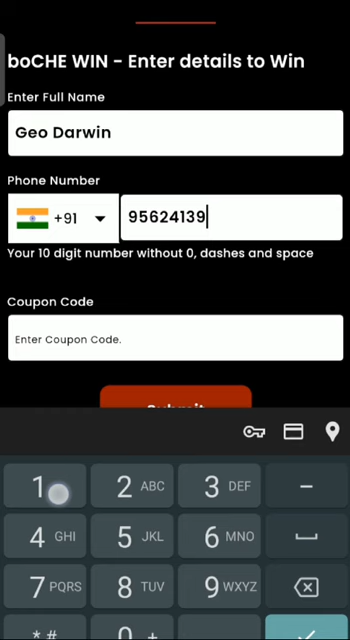 boCHE WIN - Enter details to Win
Enter Full Name
Geo Darwin
Phone Number
+91 95624139
Your 10 digit number without 0, dashes and space
Coupon Code
Enter Coupon Code.
Submit
1 2 ABC 3 DEF -
4 GHI 5 JKL 6 MNO
7 PQRS 8 TUV 9 WXYZ
* # 0 +